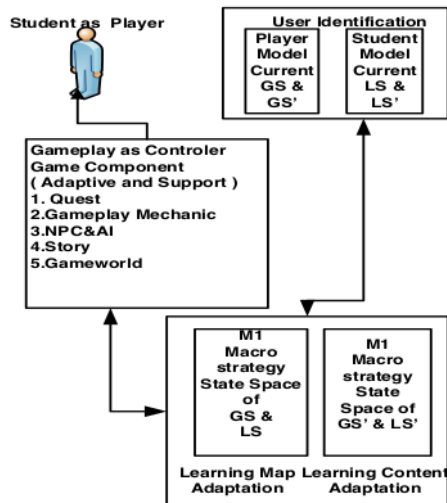 Student as Player
User Identification
Player
Model
Current
GS &
GS'
Student
Model
Current
LS &
LS'
Gameplay as Controler
Game Component
( Adaptive and Support )
1. Quest
2.Gameplay Mechanic
3.NPC&AI
4.Story
5.Gameworld
M1
Macro
strategy
State Space
of
GS &
LS
M1
Macro
strategy
State
Space of
GS' & LS'
Learning Map
Adaptation
Learning Content
Adaptation